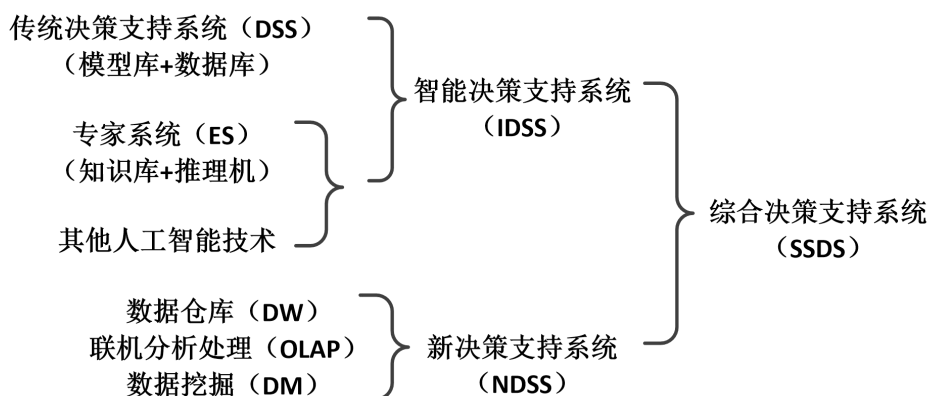 传统决策支持系统（DSS）
（模型库+数据库）
智能决策支持系统
（IDSS）
专家系统（ES）
（知识库+推理机）
其他人工智能技术
综合决策支持系统
（SSDS）
数据仓库（DW）
联机分析处理（OLAP）
数据挖掘（DM）
新决策支持系统
（NDSS）